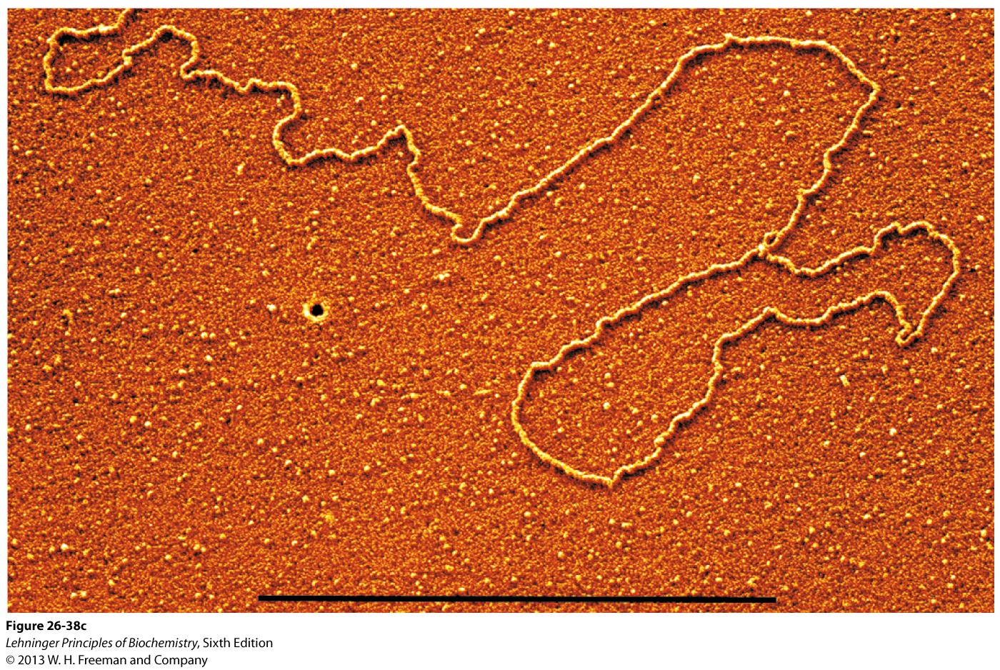 Figure 26-38c
Lehninger Principles of Biochemistry, Sixth Edition
© 2013 W. H. Freeman and Company